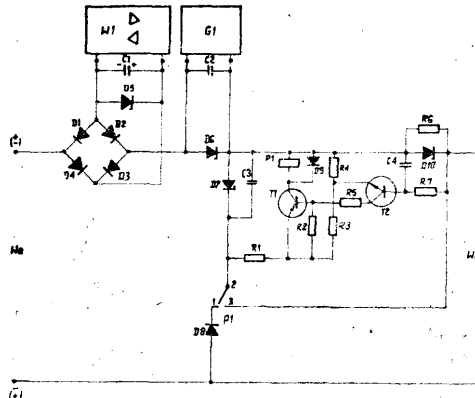 W1
G1
C1
- +
C2
D5
D1
D2
D6
R6
(-)
P1
D9
R4
C4
D10
D4
D3
D7
C3
T1
R5
T2
R7
R2
R3
We
R1
W
2
1
3
P1
D8
(+)